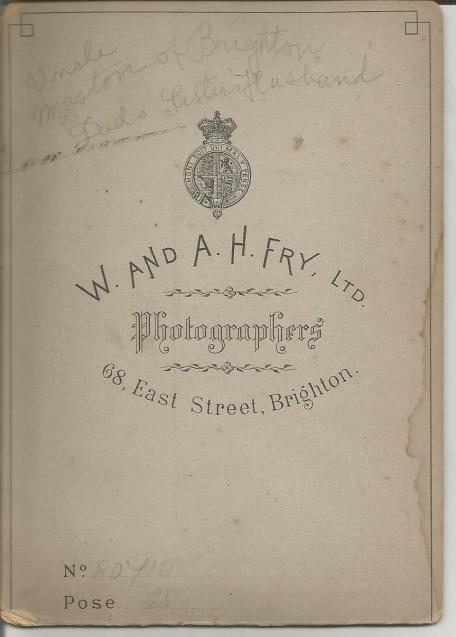 Uncle
Maston of Brighton
Dad's Sister's Husband
HONI SOIT QUI MAL Y PENSE
W. AND A. H. FRY, LTD.
Photographers
68, East Street, Brighton.
Nº 80710
Pose 2